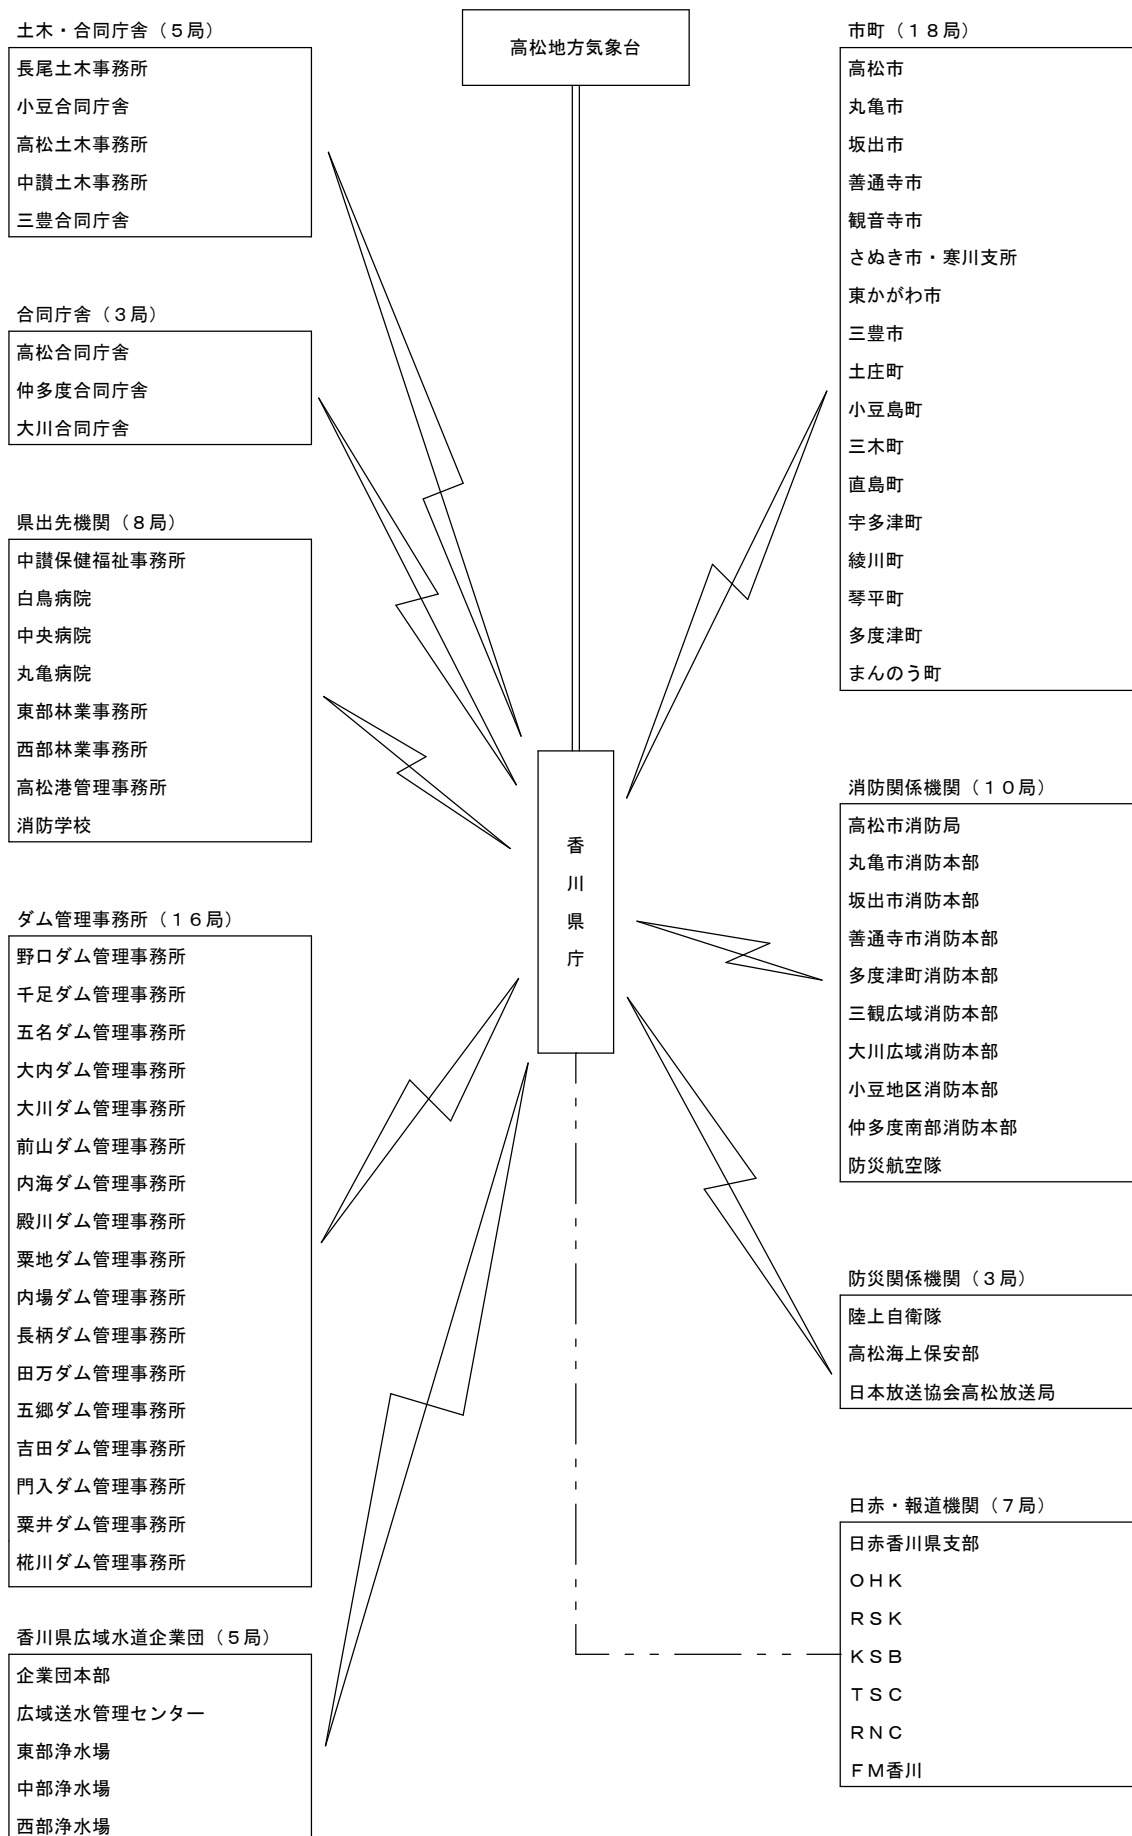 土木・合同庁舎（５局）
長尾土木事務所
小豆合同庁舎
高松土木事務所
中讃土木事務所
三豊合同庁舎
合同庁舎（３局）
高松合同庁舎
仲多度合同庁舎
大川合同庁舎
県出先機関（８局）
中讃保健福祉事務所
白鳥病院
中央病院
丸亀病院
東部林業事務所
西部林業事務所
高松港管理事務所
消防学校
ダム管理事務所（１６局）
野口ダム管理事務所
千足ダム管理事務所
五名ダム管理事務所
大内ダム管理事務所
大川ダム管理事務所
前山ダム管理事務所
内海ダム管理事務所
殿川ダム管理事務所
粟地ダム管理事務所
内場ダム管理事務所
長柄ダム管理事務所
田万ダム管理事務所
五郷ダム管理事務所
吉田ダム管理事務所
門入ダム管理事務所
粟井ダム管理事務所
椛川ダム管理事務所
香川県広域水道企業団（５局）
企業団本部
広域送水管理センター
東部浄水場
中部浄水場
西部浄水場
高松地方気象台
香川県庁
市町（１８局）
高松市
丸亀市
坂出市
善通寺市
観音寺市
さぬき市・寒川支所
東かがわ市
三豊市
土庄町
小豆島町
三木町
直島町
宇多津町
綾川町
琴平町
多度津町
まんのう町
消防関係機関（１０局）
高松市消防局
丸亀市消防本部
坂出市消防本部
善通寺市消防本部
多度津町消防本部
三観広域消防本部
大川広域消防本部
小豆地区消防本部
仲多度南部消防本部
防災航空隊
防災関係機関（３局）
陸上自衛隊
高松海上保安部
日本放送協会高松放送局
日赤・報道機関（７局）
日赤香川県支部
ＯＨＫ
ＲＳＫ
ＫＳＢ
ＴＳＣ
ＲＮＣ
ＦＭ香川